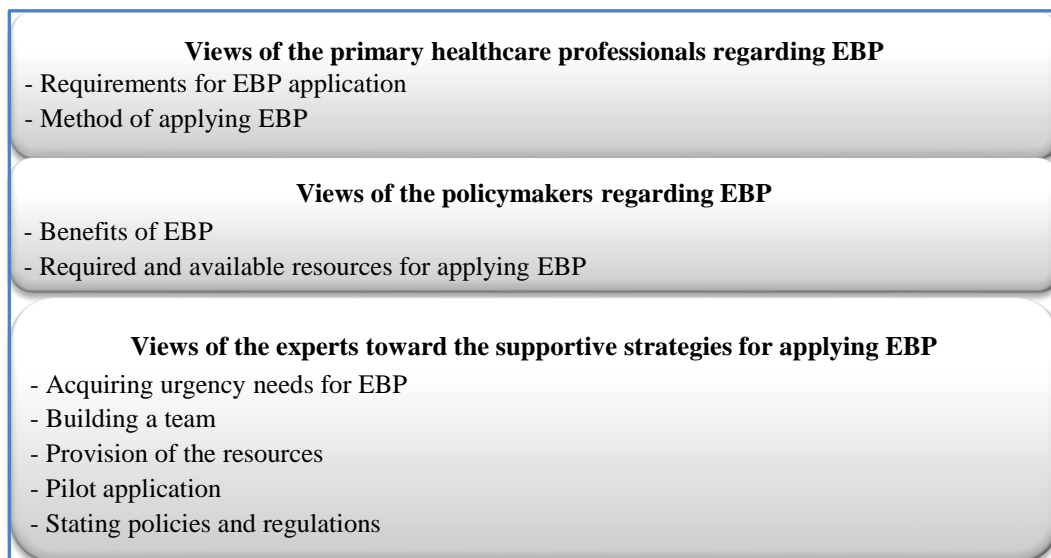 Views of the primary healthcare professionals regarding EBP
- Requirements for EBP application
- Method of applying EBP
Views of the policymakers regarding EBP
- Benefits of EBP
- Required and available resources for applying EBP
Views of the experts toward the supportive strategies for applying EBP
- Acquiring urgency needs for EBP
- Building a team
- Provision of the resources
- Pilot application
- Stating policies and regulations